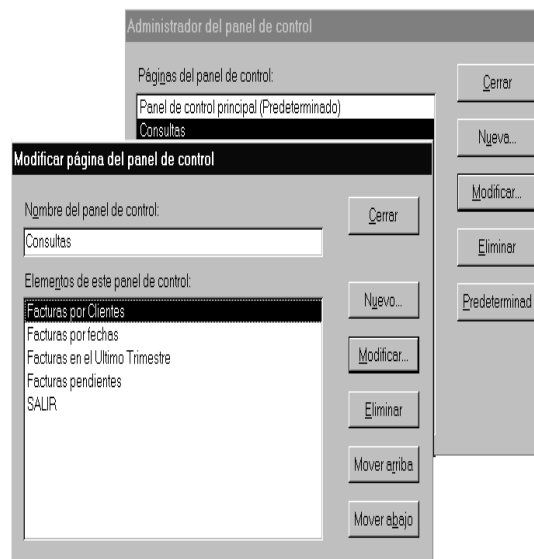 Administrador del panel de control
Páginas del panel de control:
Panel de control principal (Predeterminado)
Consultas
Cerrar
Nueva...
Modificar...
Eliminar
Predeterminad
Modificar página del panel de control
Nombre del panel de control:
Consultas
Elementos de este panel de control:
Facturas por Clientes
Facturas por fechas
Facturas en el Ultimo Trimestre
Facturas pendientes
SALIR
Cerrar
Nuevo...
Modificar...
Eliminar
Mover arriba
Mover abajo